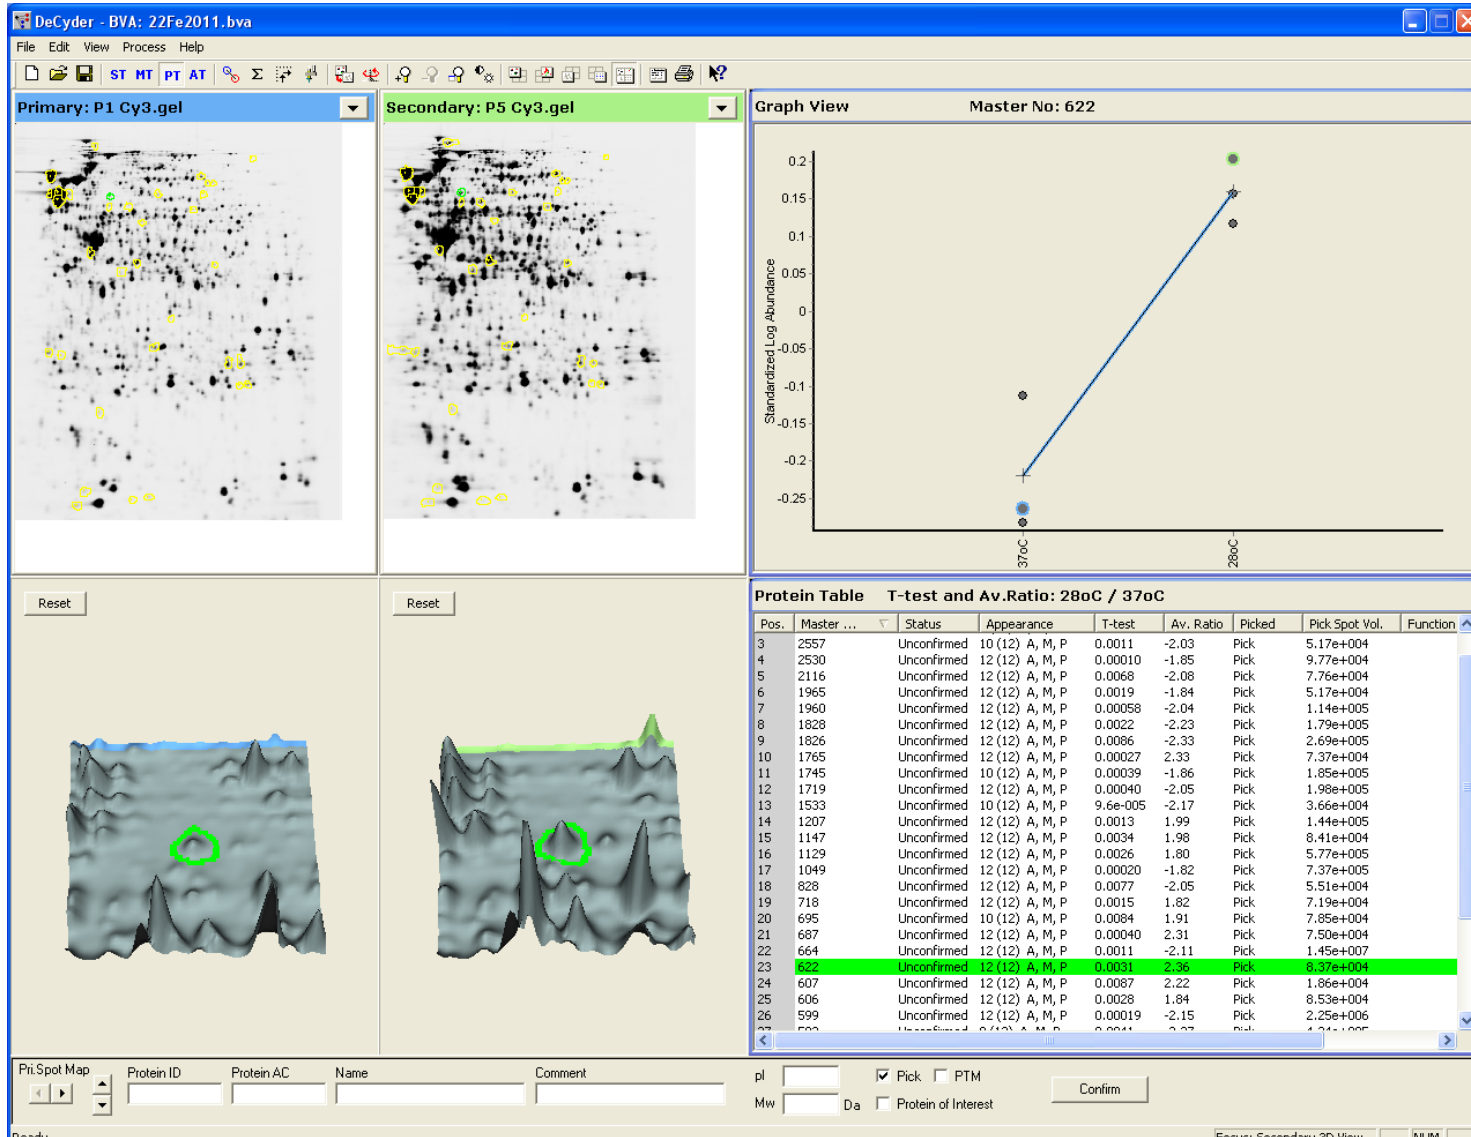 DeCyder - BVA: 22Fe2011.bva
File Edit View Process Help
ST MT PT AT Σ
Primary: P1 Cy3.gel
Secondary: P5 Cy3.gel
Graph View Master No: 622
0.2
0.15
0.1
0.05
0
-0.05
-0.1
-0.15
-0.2
-0.25
Standardized Log Abundance
37oC
28oC
Reset
Reset
Protein Table T-test and Av.Ratio: 28oC / 37oC
Pos. Master ... Status Appearance T-test Av. Ratio Picked Pick Spot Vol. Function
3 2557 Unconfirmed 10 (12) A, M, P 0.0011 -2.03 Pick 5.17e+004
4 2530 Unconfirmed 12 (12) A, M, P 0.00010 -1.85 Pick 9.77e+004
5 2116 Unconfirmed 12 (12) A, M, P 0.0068 -2.08 Pick 7.76e+004
6 1965 Unconfirmed 12 (12) A, M, P 0.0019 -1.84 Pick 5.17e+004
7 1960 Unconfirmed 12 (12) A, M, P 0.00058 -2.04 Pick 1.14e+005
8 1828 Unconfirmed 12 (12) A, M, P 0.0022 -2.23 Pick 1.79e+005
9 1826 Unconfirmed 12 (12) A, M, P 0.0086 -2.33 Pick 2.69e+005
10 1765 Unconfirmed 12 (12) A, M, P 0.00027 2.33 Pick 7.37e+004
11 1745 Unconfirmed 10 (12) A, M, P 0.00039 -1.86 Pick 1.85e+005
12 1719 Unconfirmed 12 (12) A, M, P 0.00040 -2.05 Pick 1.98e+005
13 1533 Unconfirmed 10 (12) A, M, P 9.6e-005 -2.17 Pick 3.66e+004
14 1207 Unconfirmed 12 (12) A, M, P 0.0013 1.99 Pick 1.44e+005
15 1147 Unconfirmed 12 (12) A, M, P 0.0034 1.98 Pick 8.41e+004
16 1129 Unconfirmed 12 (12) A, M, P 0.0026 1.80 Pick 5.77e+005
17 1049 Unconfirmed 12 (12) A, M, P 0.00020 -1.82 Pick 7.37e+005
18 828 Unconfirmed 12 (12) A, M, P 0.0077 -2.05 Pick 5.51e+004
19 718 Unconfirmed 12 (12) A, M, P 0.0015 1.82 Pick 7.19e+004
20 695 Unconfirmed 10 (12) A, M, P 0.0084 1.91 Pick 7.85e+004
21 687 Unconfirmed 12 (12) A, M, P 0.00040 2.31 Pick 7.50e+004
22 664 Unconfirmed 12 (12) A, M, P 0.0011 -2.11 Pick 1.45e+007
23 622 Unconfirmed 12 (12) A, M, P 0.0031 2.36 Pick 8.37e+004
24 607 Unconfirmed 12 (12) A, M, P 0.0087 2.22 Pick 1.86e+004
25 606 Unconfirmed 12 (12) A, M, P 0.0028 1.84 Pick 8.53e+004
26 599 Unconfirmed 12 (12) A, M, P 0.00019 -2.15 Pick 2.25e+006
Pri.Spot Map Protein ID Protein AC Name Comment
pI Pick PTM
Mw Da Protein of Interest
Confirm